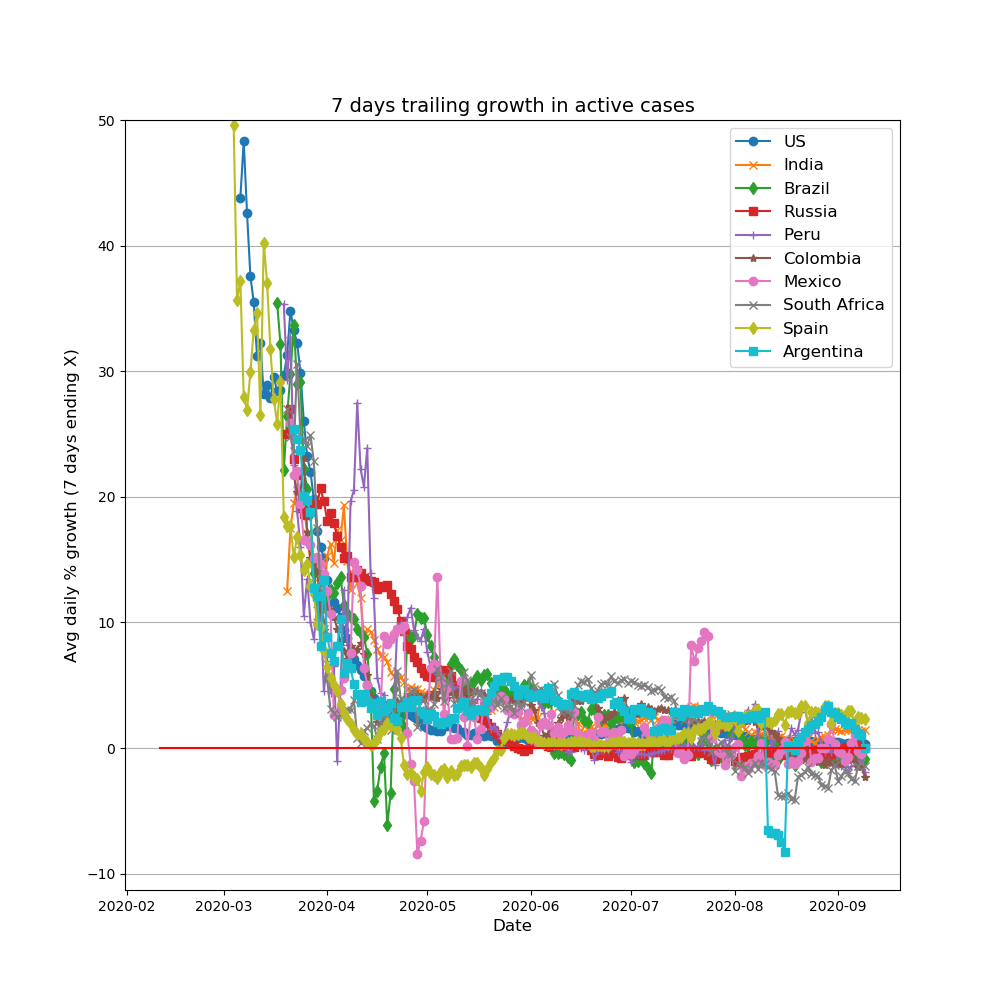 7 days trailing growth in active cases
50
40
30
20
10
0
−10
Avg daily % growth (7 days ending X)
US
India
Brazil
Russia
Peru
Colombia
Mexico
South Africa
Spain
Argentina
2020-02 2020-03 2020-04 2020-05 2020-06 2020-07 2020-08 2020-09
Date